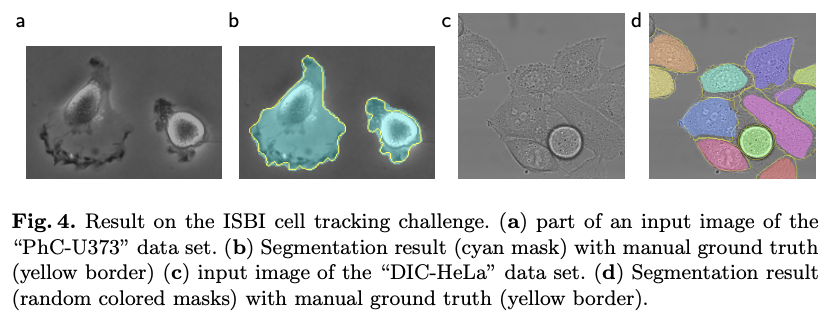 a b c d
Fig. 4. Result on the ISBI cell tracking challenge. (a) part of an input image of the
“PhC-U373” data set. (b) Segmentation result (cyan mask) with manual ground truth
(yellow border) (c) input image of the “DIC-HeLa” data set. (d) Segmentation result
(random colored masks) with manual ground truth (yellow border).